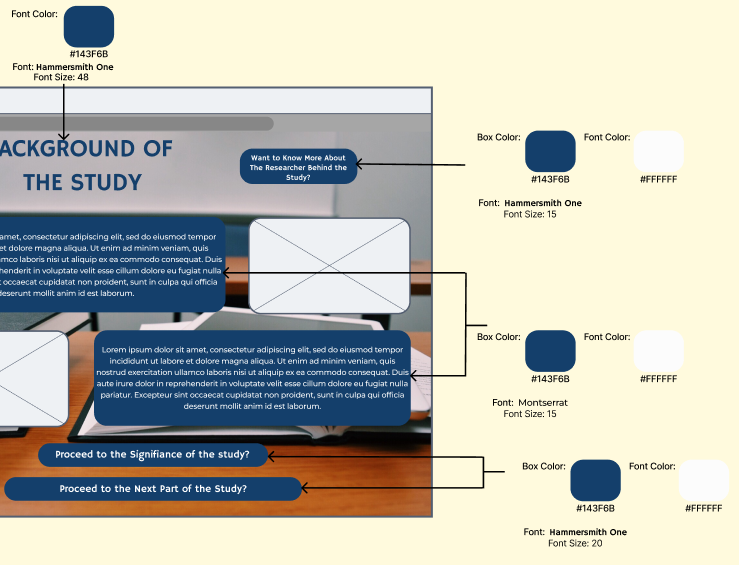 Font Color:
#143F6B
Font: Hammersmith One
Font Size: 48
ACKGROUND OF
THE STUDY
Want to Know More About
The Researcher Behind the
Study?
Box Color:
Font Color:
#143F6B
#FFFFFF
Font: Hammersmith One
Font Size: 15
amet, consectetur adipiscing elit, sed do eiusmod tempor
et dolore magna aliqua. Ut enim ad minim veniam, quis
mco laboris nisi ut aliquip ex ea commodo consequat. Duis
henderit in voluptate velit esse cillum dolore eu fugiat nulla
t occaecat cupidatat non proident, sunt in culpa qui officia
deserunt mollit anim id est laborum.
Lorem ipsum dolor sit amet, consectetur adipiscing elit, sed do eiusmod tempor
incididunt ut labore et dolore magna aliqua. Ut enim ad minim veniam, quis
nostrud exercitation ullamco laboris nisi ut aliquip ex ea commodo consequat. Duis
aute irure dolor in reprehenderit in voluptate velit esse cillum dolore eu fugiat nulla
pariatur. Excepteur sint occaecat cupidatat non proident, sunt in culpa qui officia
deserunt mollit anim id est laborum.
Box Color:
Font Color:
#143F6B
#FFFFFF
Font: Montserrat
Font Size: 15
Proceed to the Signifiance of the study?
Proceed to the Next Part of the Study?
Box Color:
Font Color:
#143F6B
#FFFFFF
Font: Hammersmith One
Font Size: 20